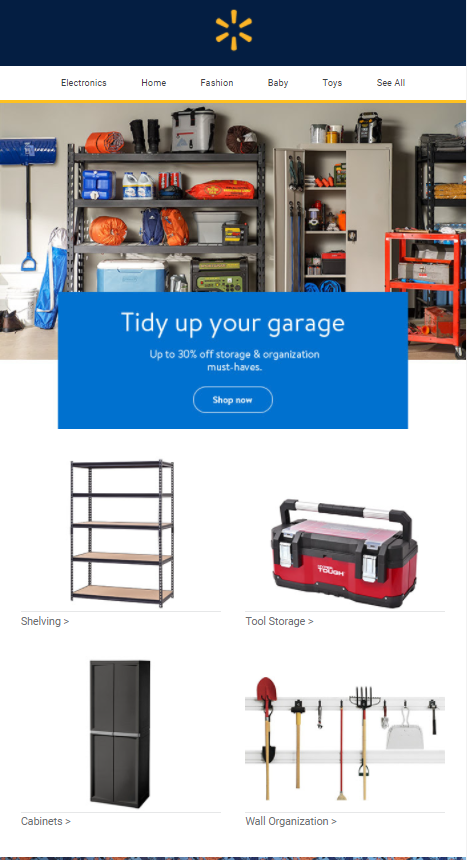 Electronics Home Fashion Baby Toys See All
Tidy up your garage
Up to 30% off storage & organization
must-haves.
Shop now
TOUGH
Shelving >
Tool Storage >
Cabinets >
Wall Organization >